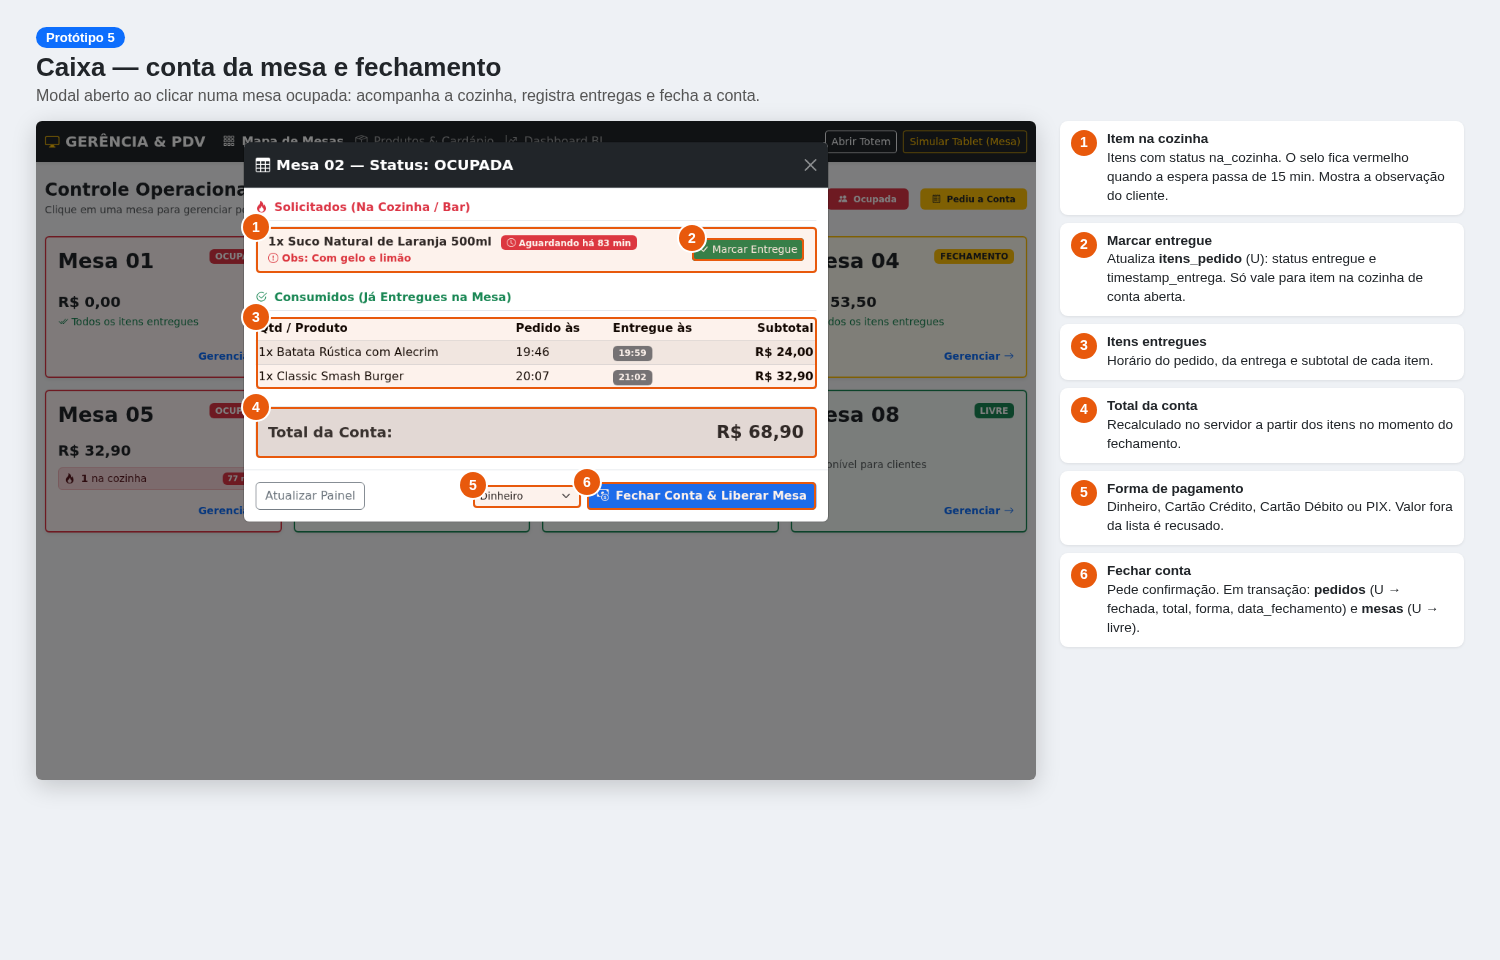 Protótipo 5
Caixa — conta da mesa e fechamento
Modal aberto ao clicar numa mesa ocupada: acompanha a cozinha, registra entregas e fecha a conta.
GERÊNCIA & PDV Mapa de Mesas Produtos & Cardápio Dashboard BI Abrir Totem Simular Tablet (Mesa)
Controle
Clique em uma mesa para gerenciar
Ocupada Pediu a Conta
Mesa 01
R$ 0,00
Todos os itens entregues
04 FECHAMENTO
53,50
itens entregues
Gerenciar →
Mesa 05
R$ 32,90
1 na cozinha
08 LIVRE
para clientes
Gerenciar →
Mesa 02 — Status: OCUPADA
Solicitados (Na Cozinha / Bar)
1
1x Suco Natural de Laranja 500ml Aguardando há 83 min
Obs: Com gelo e limão
2
Marcar Entregue
Consumidos (Já Entregues na Mesa)
3
Qtd / Produto Pedido às Entregue às Subtotal
1x Batata Rústica com Alecrim 19:46 19:59 R$ 24,00
1x Classic Smash Burger 20:07 21:02 R$ 32,90
4
Total da Conta: R$ 68,90
Atualizar Painel
5
Dinheiro
6
Fechar Conta & Liberar Mesa
1
Item na cozinha
Itens com status na_cozinha. O selo fica vermelho
quando a espera passa de 15 min. Mostra a observação
do cliente.
2
Marcar entregue
Atualiza itens_pedido (U): status entregue e
timestamp_entrega. Só vale para item na cozinha de
conta aberta.
3
Itens entregues
Horário do pedido, da entrega e subtotal de cada item.
4
Total da conta
Recalculado no servidor a partir dos itens no momento do
fechamento.
5
Forma de pagamento
Dinheiro, Cartão Crédito, Cartão Débito ou PIX. Valor fora
da lista é recusado.
6
Fechar conta
Pede confirmação. Em transação: pedidos (U →
fechada, total, forma, data_fechamento) e mesas (U →
livre).